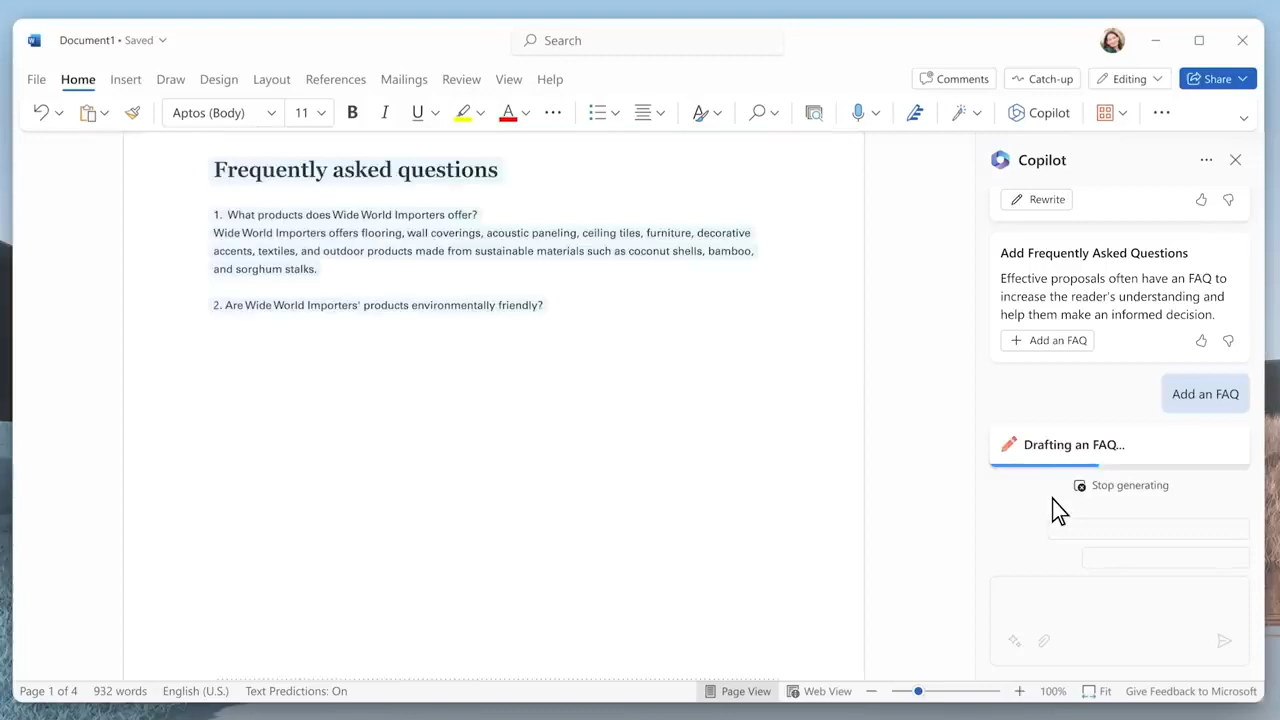 Document1 • Saved
Search
File Home Insert Draw Design Layout References Mailings Review View Help
Comments Catch-up Editing Share
Aptos (Body) 11 B I U A Copilot
Frequently asked questions
1. What products does Wide World Importers offer?
Wide World Importers offers flooring, wall coverings, acoustic paneling, ceiling tiles, furniture, decorative
accents, textiles, and outdoor products made from sustainable materials such as coconut shells, bamboo,
and sorghum stalks.
2. Are Wide World Importers' products environmentally friendly?
Copilot
Rewrite
Add Frequently Asked Questions
Effective proposals often have an FAQ to
increase the reader's understanding and
help them make an informed decision.
Add an FAQ
Add an FAQ
Drafting an FAQ...
Stop generating
Page 1 of 4 932 words English (U.S.) Text Predictions: On Page View Web View 100% Fit Give Feedback to Microsoft